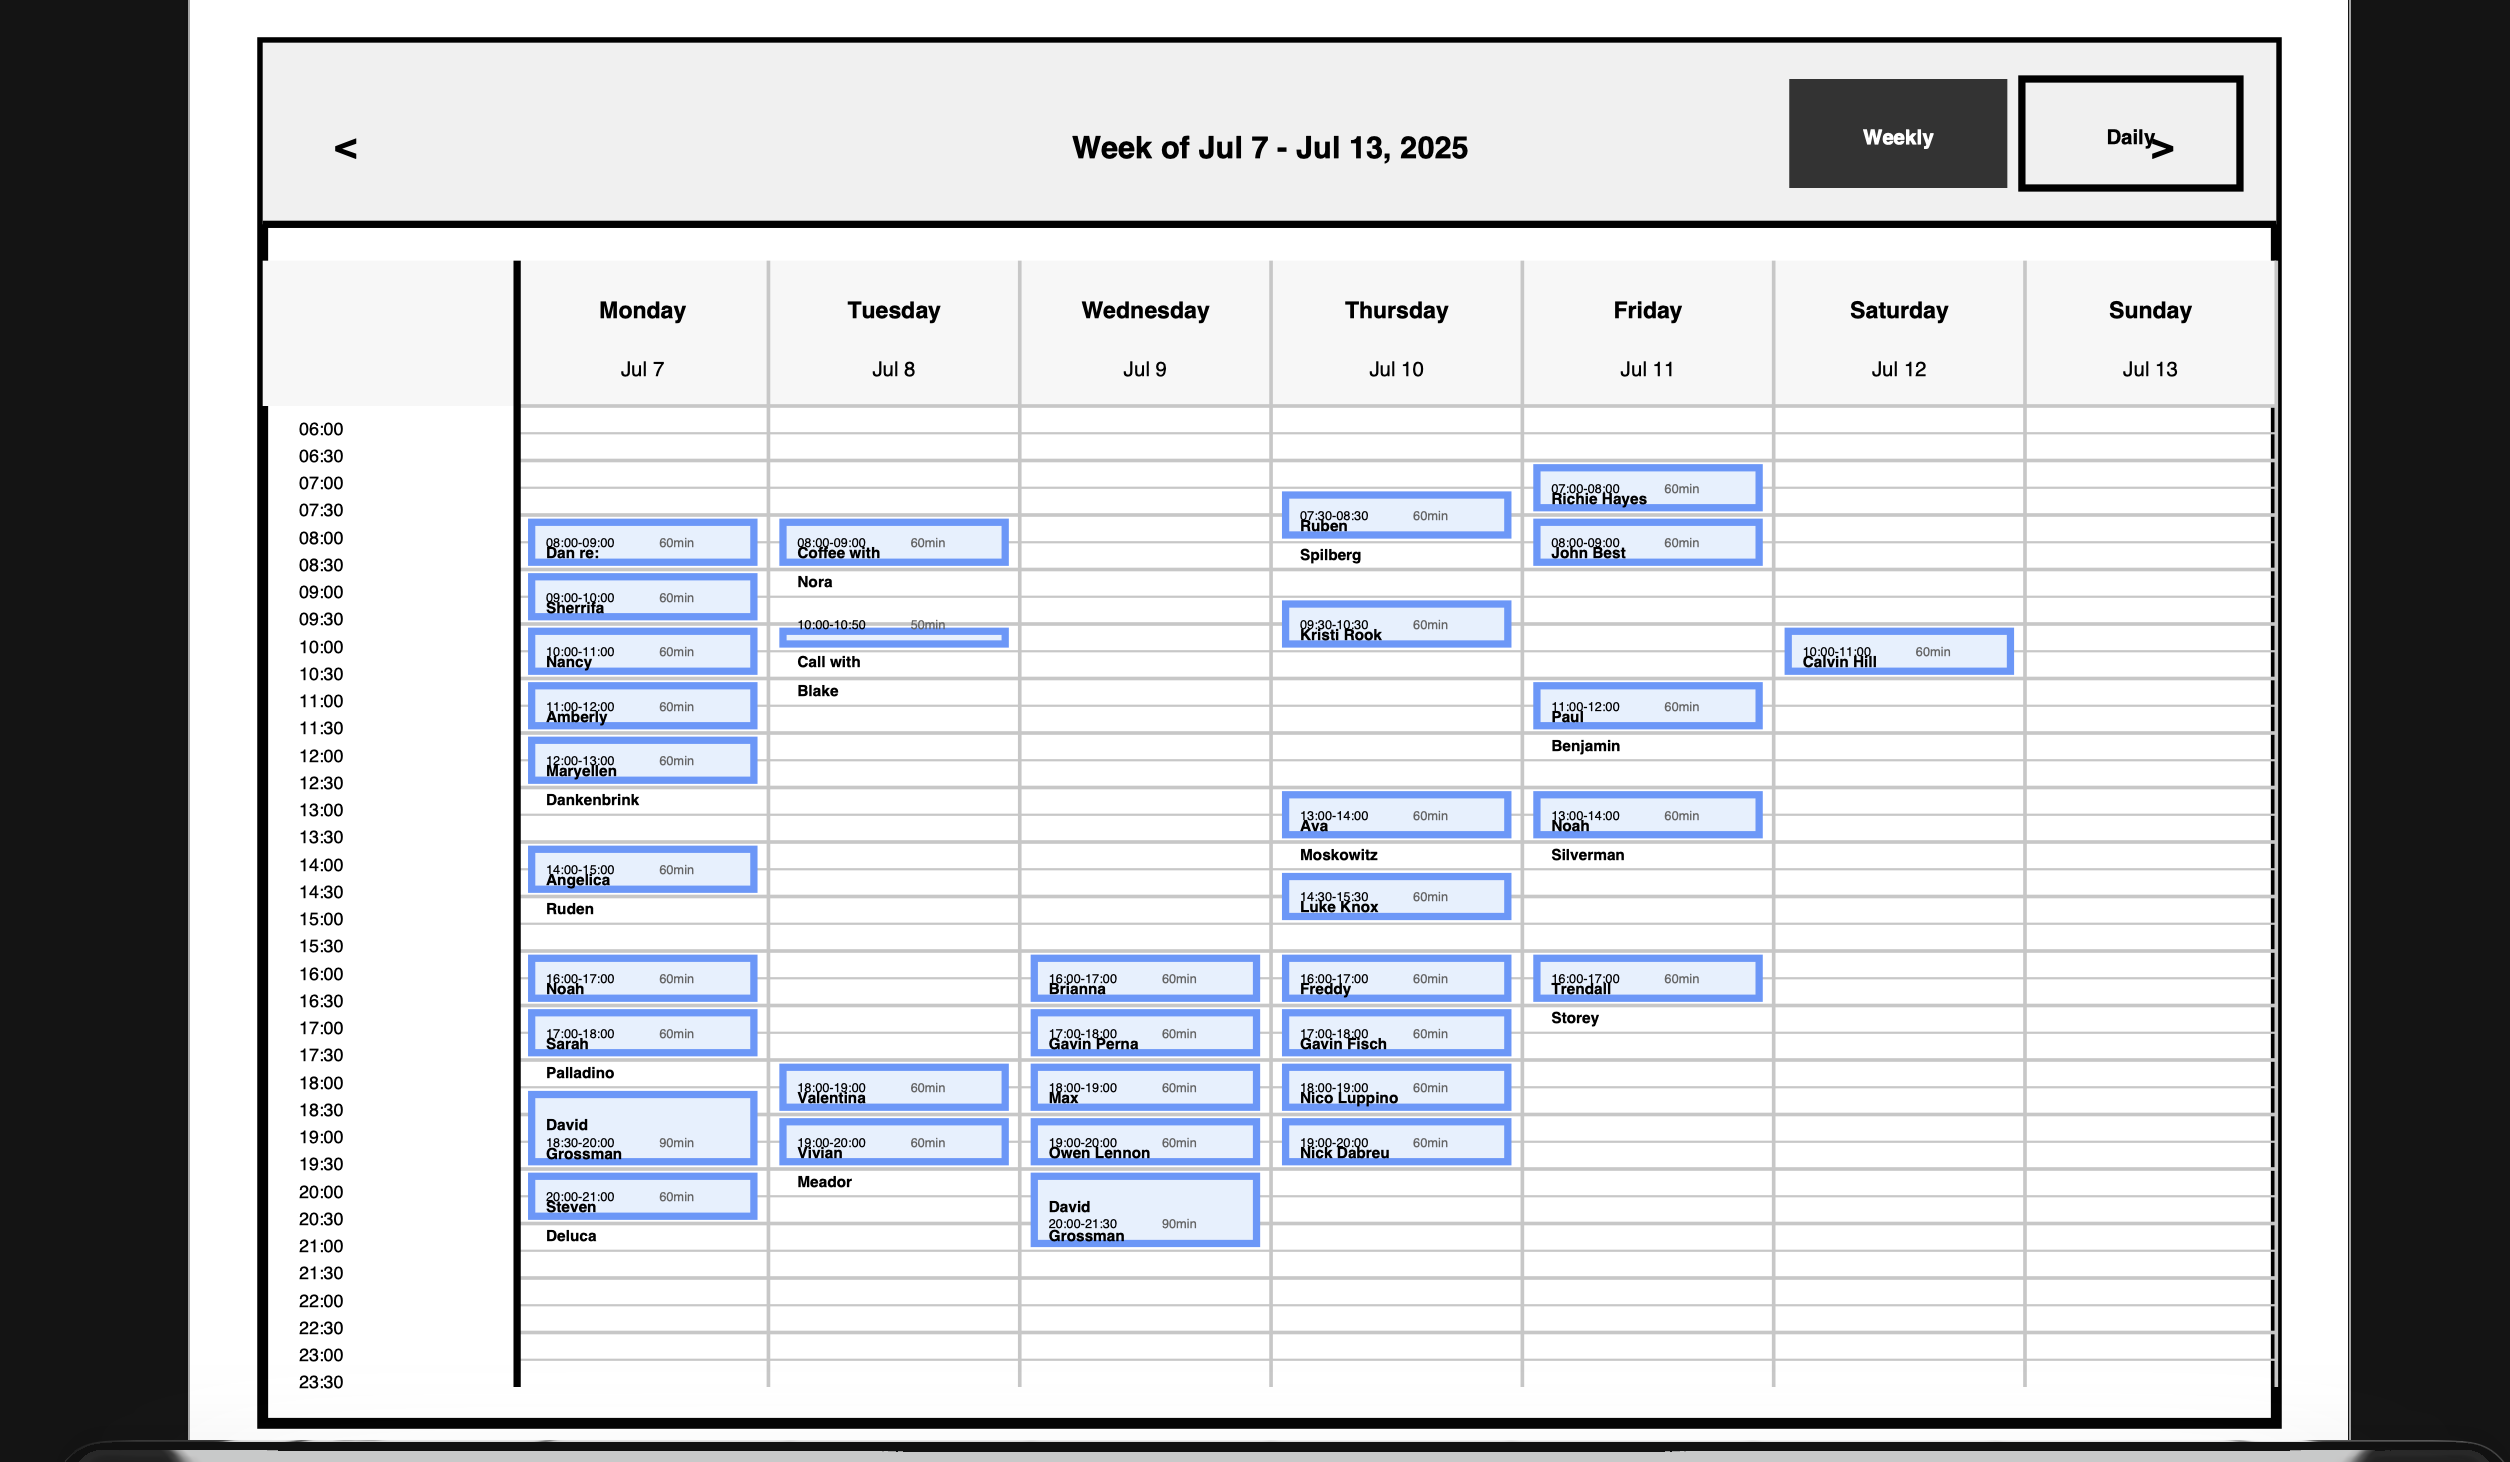 <
Week of Jul 7 - Jul 13, 2025
Weekly
Daily
>
Monday
Tuesday
Wednesday
Thursday
Friday
Saturday
Sunday
Jul 7
Jul 8
Jul 9
Jul 10
Jul 11
Jul 12
Jul 13
06:00
06:30
07:00
07:30
08:00
08:30
09:00
09:30
10:00
10:30
11:00
11:30
12:00
12:30
13:00
13:30
14:00
14:30
15:00
15:30
16:00
16:30
17:00
17:30
18:00
18:30
19:00
19:30
20:00
20:30
21:00
21:30
22:00
22:30
23:00
23:30
08:00-09:00 60min
Dan re:
09:00-10:00 60min
Sherrifa
10:00-11:00 60min
Nancy
11:00-12:00 60min
Amberly
12:00-13:00 60min
Maryellen
Dankenbrink
14:00-15:00 60min
Angelica
Ruden
16:00-17:00 60min
Noah
17:00-18:00 60min
Sarah
Palladino
David
18:30-20:00 90min
Grossman
20:00-21:00 60min
Steven
Deluca
08:00-09:00 60min
Coffee with
Nora
10:00-10:50 50min
Call with
Blake
18:00-19:00 60min
Valentina
19:00-20:00 60min
Vivian
Meador
16:00-17:00 60min
Brianna
17:00-18:00 60min
Gavin Perna
18:00-19:00 60min
Max
19:00-20:00 60min
Owen Lennon
David
20:00-21:30 90min
Grossman
07:30-08:30 60min
Ruben
Spilberg
09:30-10:30 60min
Kristi Rook
13:00-14:00 60min
Ava
Moskowitz
14:30-15:30 60min
Luke Knox
16:00-17:00 60min
Freddy
17:00-18:00 60min
Gavin Fisch
18:00-19:00 60min
Nico Luppino
19:00-20:00 60min
Nick Dabreu
07:00-08:00 60min
Richie Hayes
08:00-09:00 60min
John Best
11:00-12:00 60min
Paul
Benjamin
13:00-14:00 60min
Noah
Silverman
16:00-17:00 60min
Trendall
Storey
10:00-11:00 60min
Calvin Hill